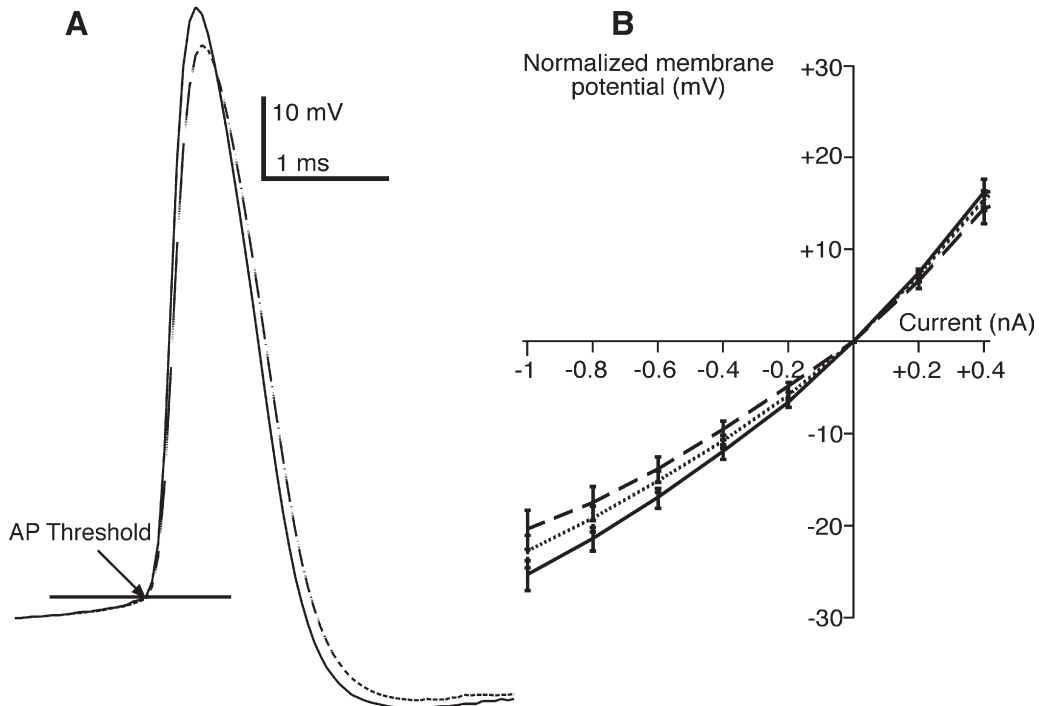 A
10 mV
1 ms
AP Threshold
B
Normalized membrane
potential (mV)
+30
+20
+10
Current (nA)
-1 -0.8 -0.6 -0.4 -0.2 +0.2 +0.4
-10
-20
-30